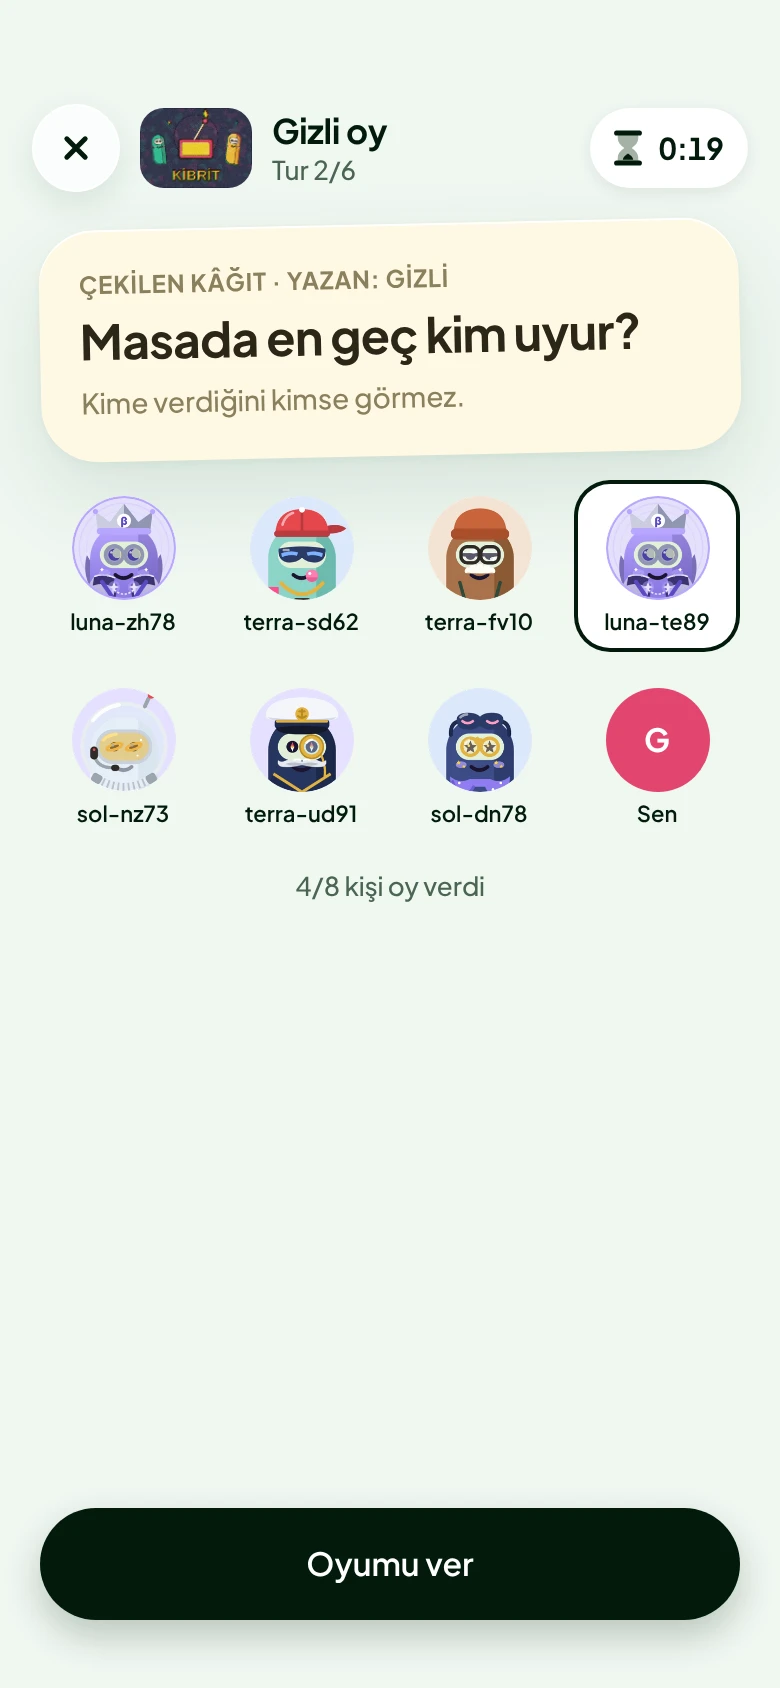 KİBRİT
Gizli oy
Tur 2/6
0:19
ÇEKİLEN KÂĞIT · YAZAN: GİZLİ
Masada en geç kim uyur?
Kime verdiğini kimse görmez.
β
β
luna-zh78
terra-sd62
terra-fv10
luna-te89
sol-nz73
terra-ud91
sol-dn78
G
Sen
4/8 kişi oy verdi
Oyumu ver